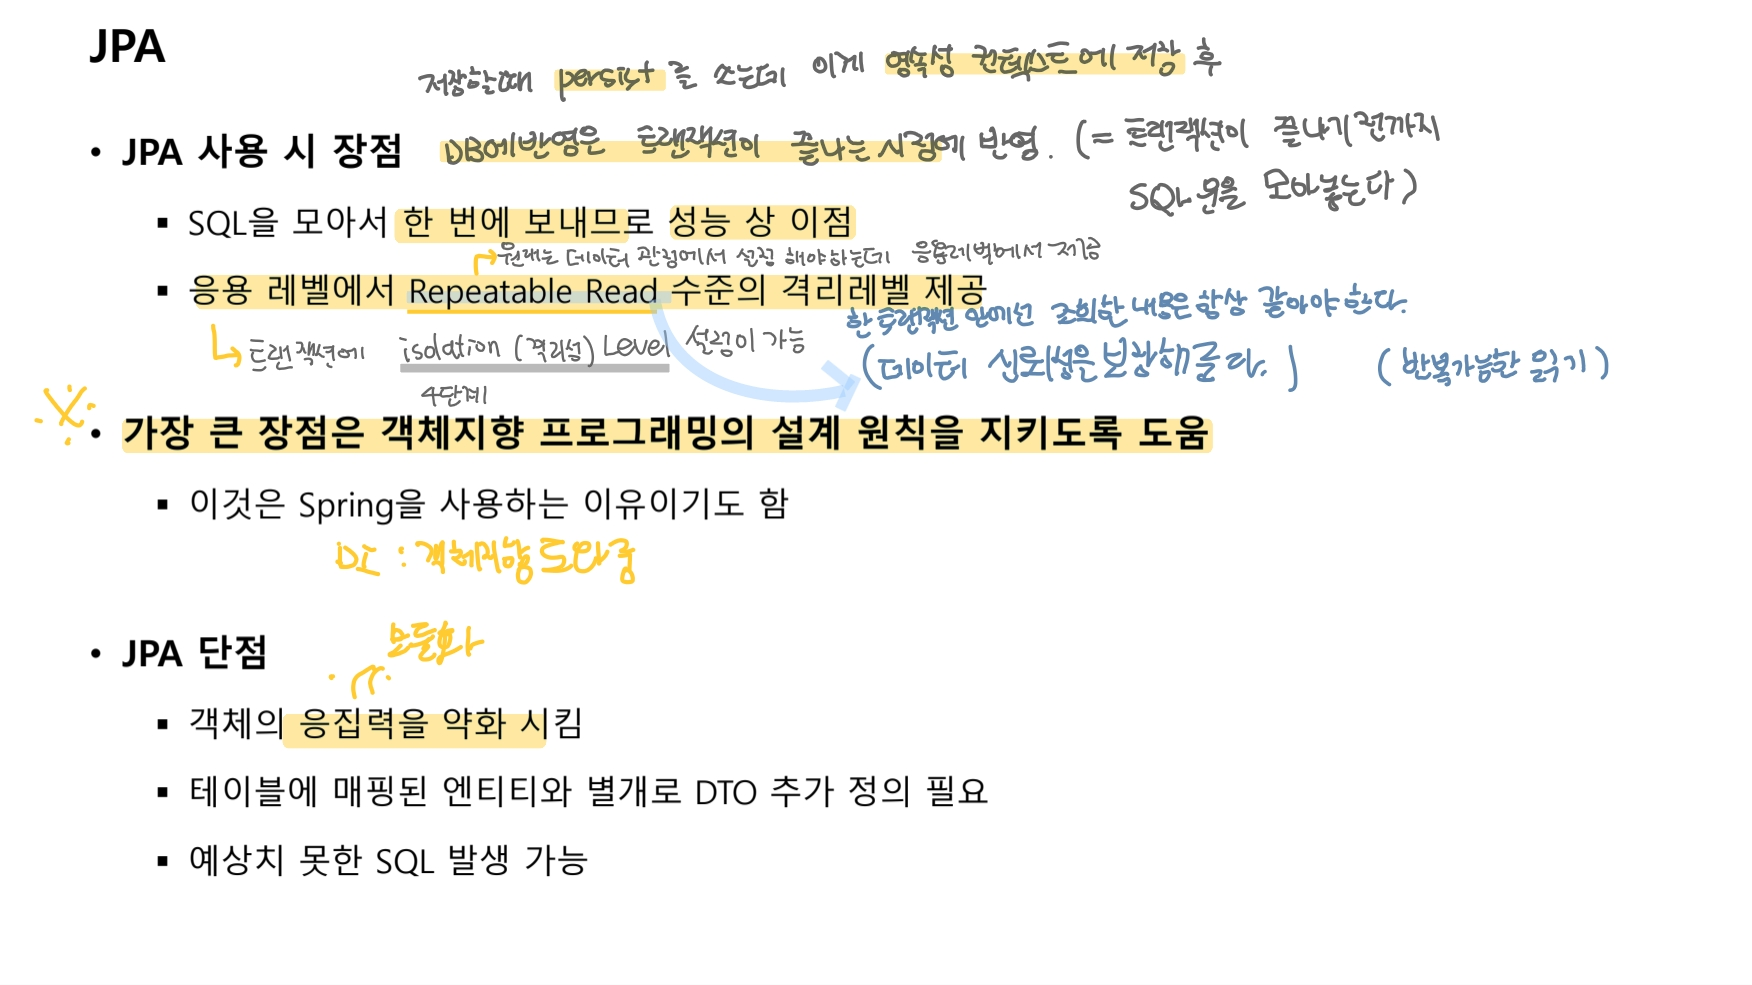 JPA
저장할때 persist 를 쓰는데 이게 영속성 컨텍스트에 저장 후
• JPA 사용 시 장점
DB에반영은 트랜잭션이 끝나는 시점에 반영. (= 트랜잭션이 끝나기전까지
SQL문을 모아놓는다)
▪ SQL을 모아서 한 번에 보내므로 성능 상 이점
원래는 데이터 관점에서 설정 해야하는데 응용레벨에서 제공
▪ 응용 레벨에서 Repeatable Read 수준의 격리레벨 제공
한 트랜잭션 안에선 조회한 내용은 항상 같아야 한다.
트랜잭션에 isolation (격리성) Level 설정이 가능
(데이터 신뢰성을 보장해준다.) (반복가능한 읽기)
4단계
• 가장 큰 장점은 객체지향 프로그래밍의 설계 원칙을 지키도록 도움
▪ 이것은 Spring을 사용하는 이유이기도 함
DI : 객체지향 도와줌
• JPA 단점
모듈화
▪ 객체의 응집력을 약화 시킴
▪ 테이블에 매핑된 엔티티와 별개로 DTO 추가 정의 필요
▪ 예상치 못한 SQL 발생 가능